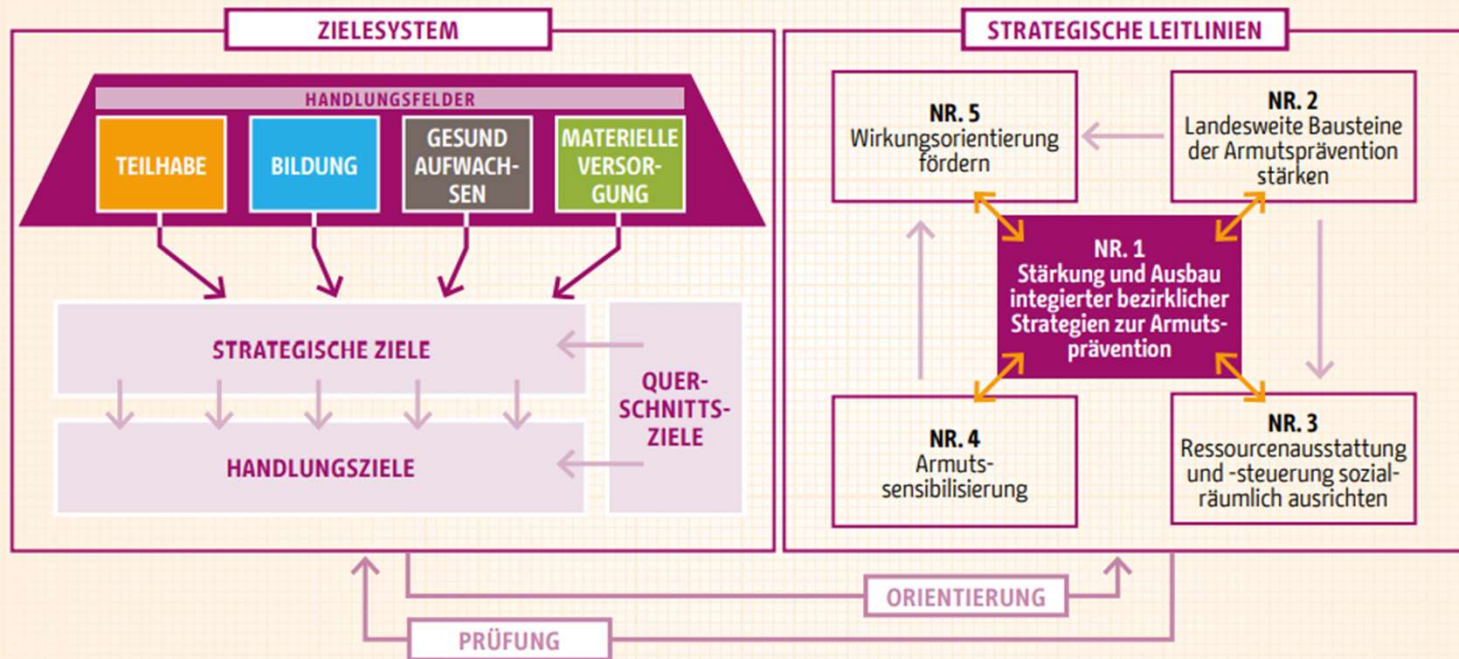 ZIELESYSTEM
HANDLUNGSFELDER
TEILHABE
BILDUNG
GESUND
AUFWACH-
SEN
MATERIELLE
VERSOR-
GUNG
STRATEGISCHE ZIELE
QUER-
SCHNITTS-
ZIELE
HANDLUNGSZIELE
STRATEGISCHE LEITLINIEN
NR. 5
Wirkungsorientierung
fördern
NR. 2
Landesweite Bausteine
der Armutsprävention
stärken
NR. 1
Stärkung und Ausbau
integrierter bezirklicher
Strategien zur Armuts-
prävention
NR. 4
Armuts-
sensibilisierung
NR. 3
Ressourcenausstattung
und -steuerung sozial-
räumlich ausrichten
ORIENTIERUNG
PRÜFUNG